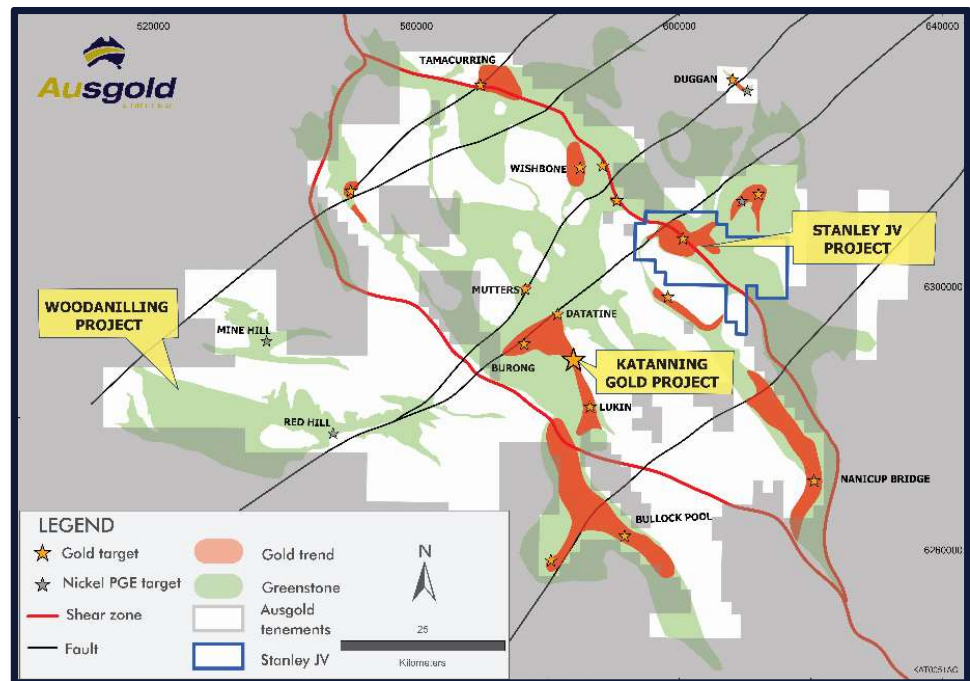 520000
560000
600000
640000
Ausgold
LIMITED
TAMACURRING
DUGGAN
WISHBONE
STANLEY JV
PROJECT
6300000
MUTTERS
WOODANILLING
PROJECT
DATATINE
MINE HILL
BURONG
KATANNING
GOLD PROJECT
LUKIN
RED HILL
NANICUP BRIDGE
BULLOCK POOL
6260000
LEGEND
Gold target
Nickel PGE target
Shear zone
Fault
Gold trend
Greenstone
Ausgold
tenements
Stanley JV
N
25
Kilometers